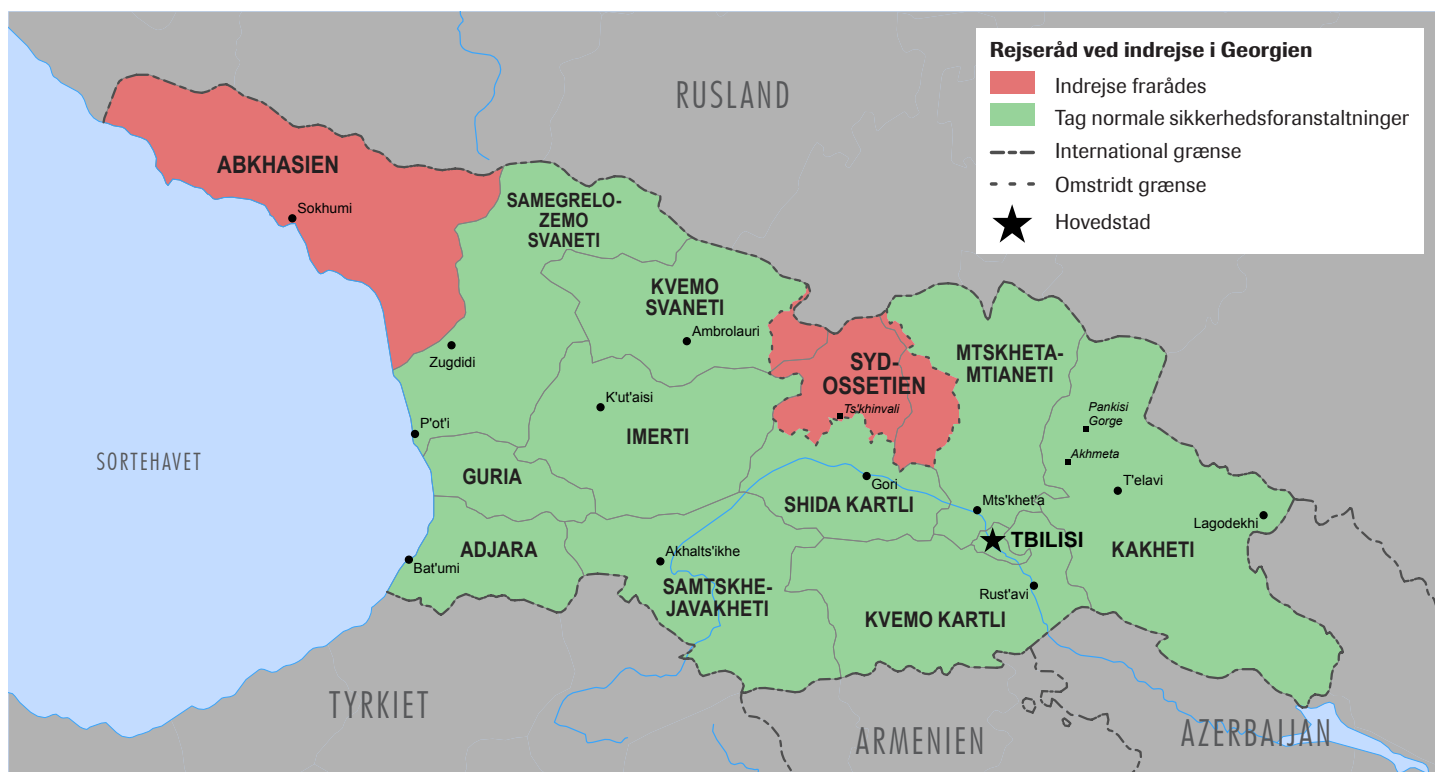 Rejseråd ved indrejse i Georgien
Indrejse frarådes
Tag normale sikkerhedsforanstaltninger
International grænse
Omstridt grænse
Hovedstad
RUSLAND
ABKHASIEN
Sokhumi
SAMEGRELO-
ZEMO
SVANETI
KVEMO
SVANETI
Ambrolauri
Zugdidi
SYD-
OSSETIEN
Ts'khinvali
MTSKHETA-
MTIANETI
Pankisi
Gorge
Akhmeta
K'ut'aisi
IMERTI
P'ot'i
SORTEHAVET
GURIA
Gori
SHIDA KARTLI
Mts'khet'a
T'elavi
Lagodekhi
TBILISI
KAKHETI
ADJARA
Bat'umi
Akhalts'ikhe
SAMTSKHE-
JAVAKHETI
Rust'avi
KVEMO KARTLI
TYRKIET
ARMENIEN
AZERBAIJAN